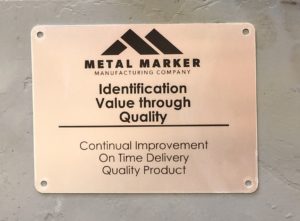 METAL MARKER
MANUFACTURING COMPANY
Identification
Value through
Quality
Continual Improvement
On Time Delivery
Quality Product